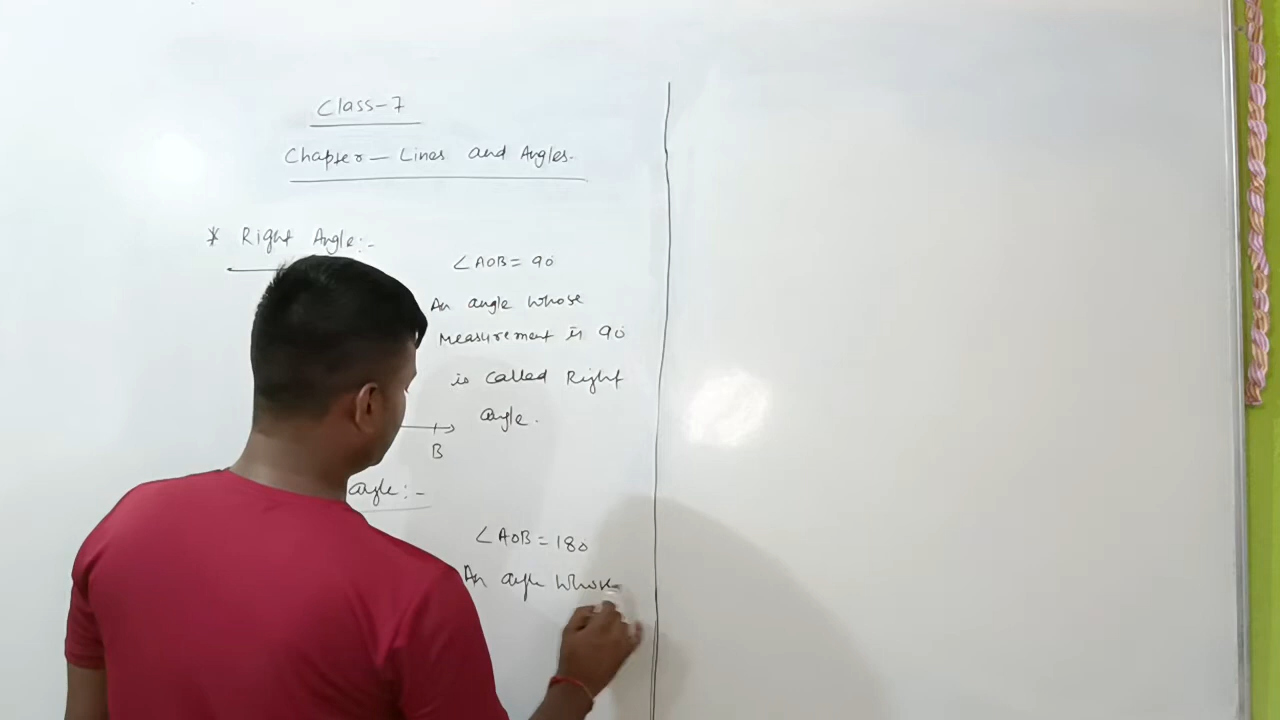 Class-7
Chapter — Lines and Angles.
* Right Angle:-
∠AOB = 90°
An angle whose
measurement is 90°
is called Right
angle.
B
angle:-
∠AOB = 180°
An angle whose